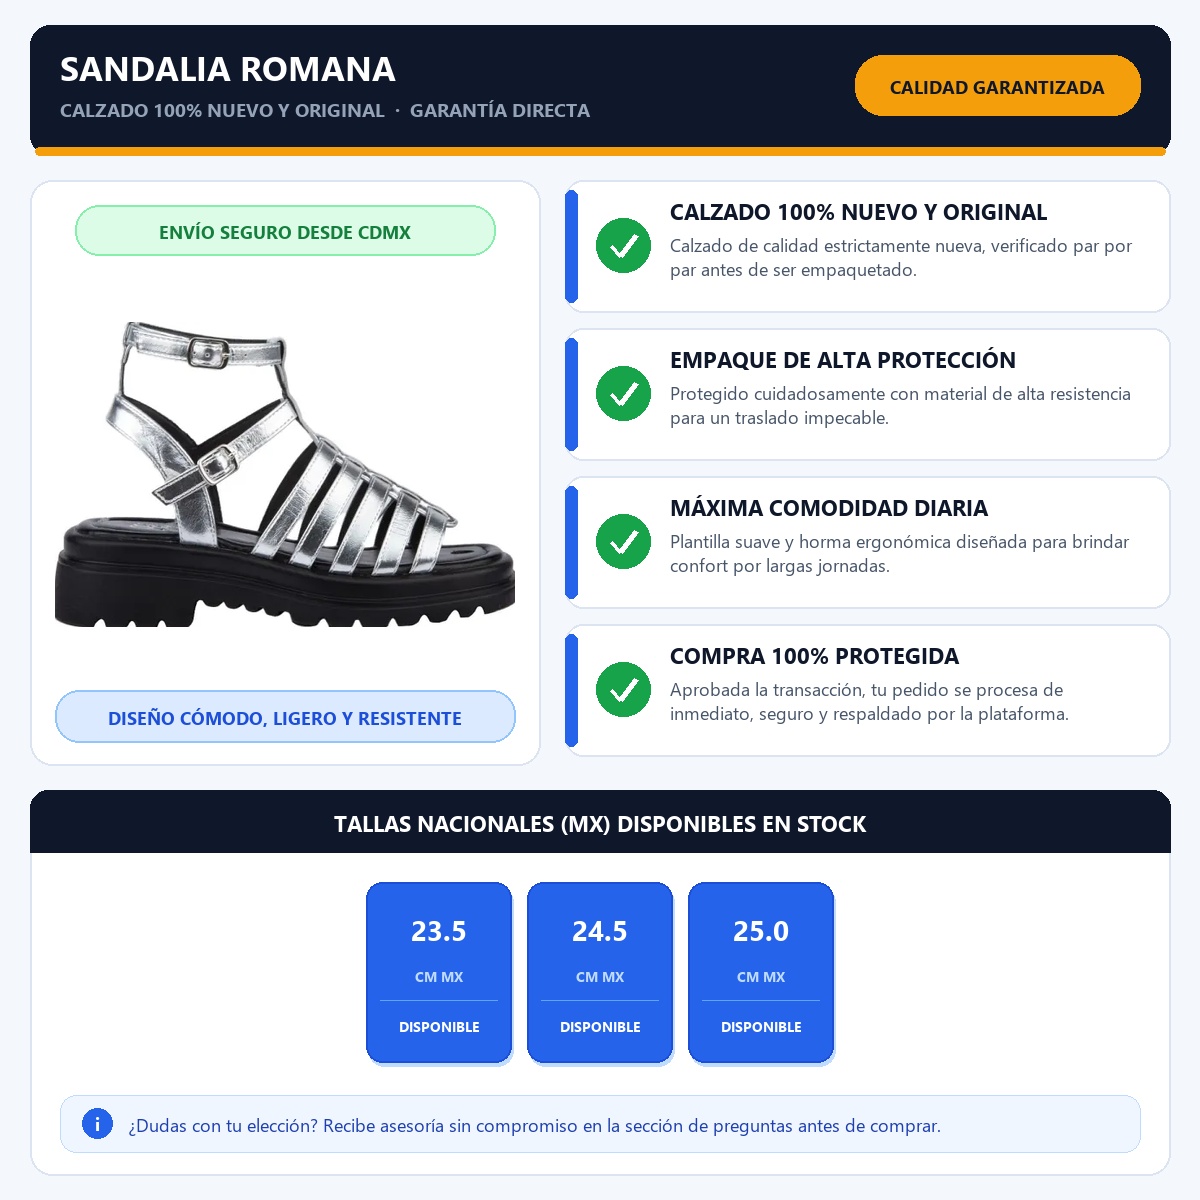 SANDALIA ROMANA
CALZADO 100% NUEVO Y ORIGINAL · GARANTÍA DIRECTA
CALIDAD GARANTIZADA
ENVÍO SEGURO DESDE CDMX
DISEÑO CÓMODO, LIGERO Y RESISTENTE
CALZADO 100% NUEVO Y ORIGINAL
Calzado de calidad estrictamente nueva, verificado par por
par antes de ser empaquetado.
EMPAQUE DE ALTA PROTECCIÓN
Protegido cuidadosamente con material de alta resistencia
para un traslado impecable.
MÁXIMA COMODIDAD DIARIA
Plantilla suave y horma ergonómica diseñada para brindar
confort por largas jornadas.
COMPRA 100% PROTEGIDA
Aprobada la transacción, tu pedido se procesa de
inmediato, seguro y respaldado por la plataforma.
TALLAS NACIONALES (MX) DISPONIBLES EN STOCK
23.5
CM MX
DISPONIBLE
24.5
CM MX
DISPONIBLE
25.0
CM MX
DISPONIBLE
¿Dudas con tu elección? Recibe asesoría sin compromiso en la sección de preguntas antes de comprar.